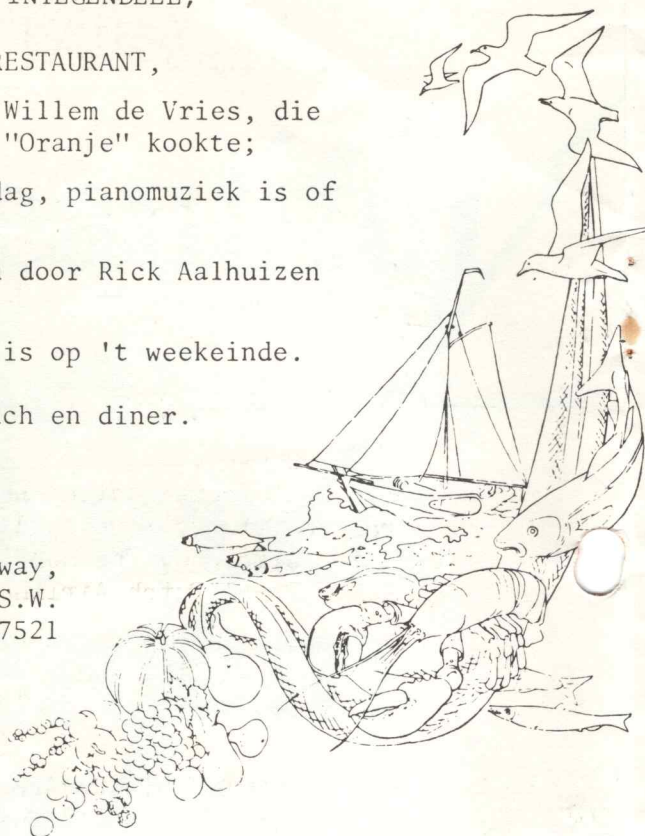 INTEGENDEEL,
RESTAURANT,
Willem de Vries, die
"Oranje" kookte;
dag, pianomuziek is of
door Rick Aalhuizen
is op 't weekeinde.
ch en diner.
way,
S.W.
7521